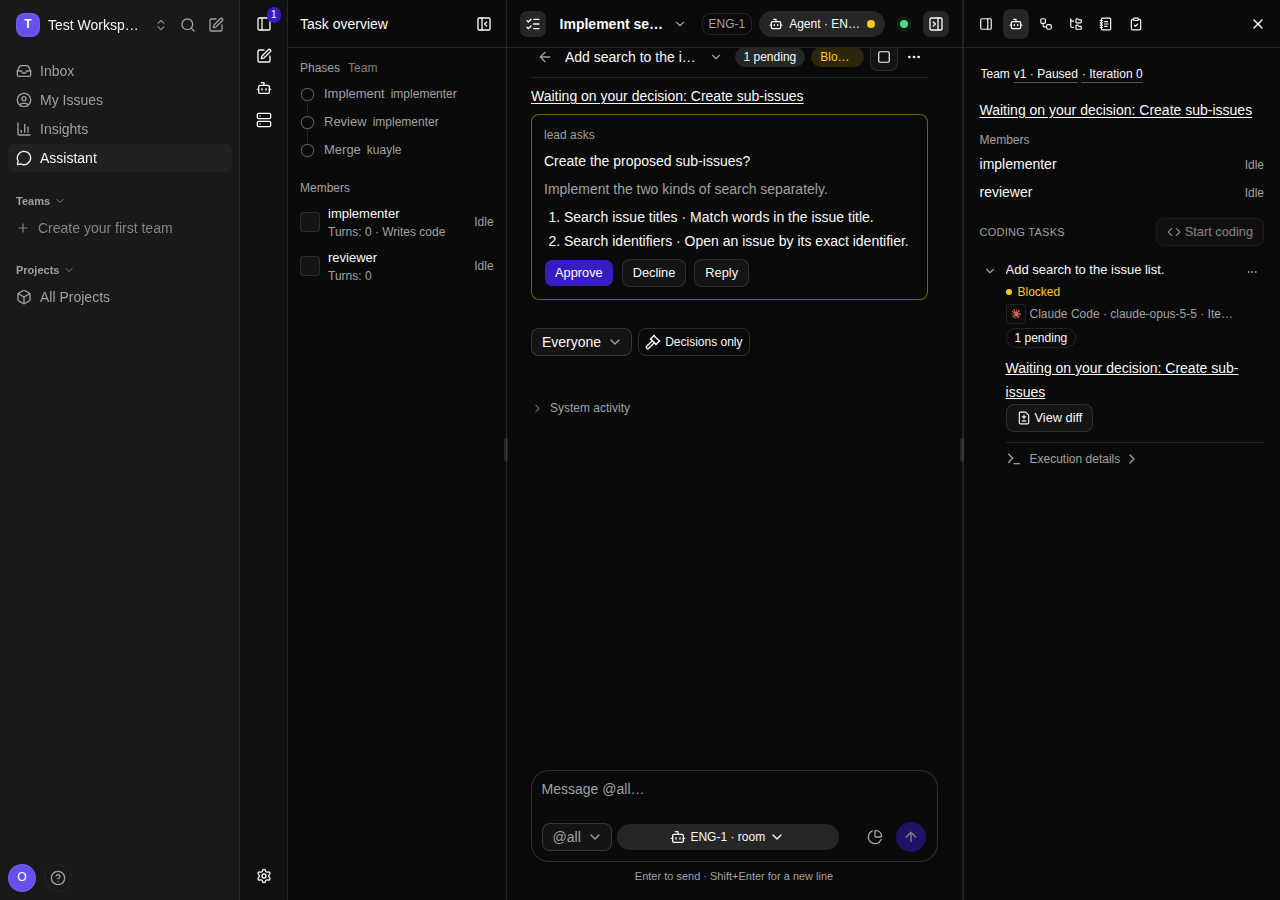 T Test Worksp…
Inbox
My Issues
Insights
Assistant
Teams
Create your first team
Projects
All Projects
O
1
Task overview
Phases Team
Implement implementer
Review implementer
Merge kuayle
Members
implementer
Turns: 0 · Writes code
Idle
reviewer
Turns: 0
Idle
Implement se…
ENG-1
Agent · EN…
Add search to the i…
1 pending
Blo…
Waiting on your decision: Create sub-issues
lead asks
Create the proposed sub-issues?
Implement the two kinds of search separately.
1. Search issue titles · Match words in the issue title.
2. Search identifiers · Open an issue by its exact identifier.
Approve Decline Reply
Everyone Decisions only
System activity
Message @all…
@all ENG-1 · room
Enter to send · Shift+Enter for a new line
Team v1 · Paused · Iteration 0
Waiting on your decision: Create sub-issues
Members
implementer Idle
reviewer Idle
CODING TASKS Start coding
Add search to the issue list.
Blocked
Claude Code · claude-opus-5-5 · Ite…
1 pending
Waiting on your decision: Create sub-
issues
View diff
Execution details